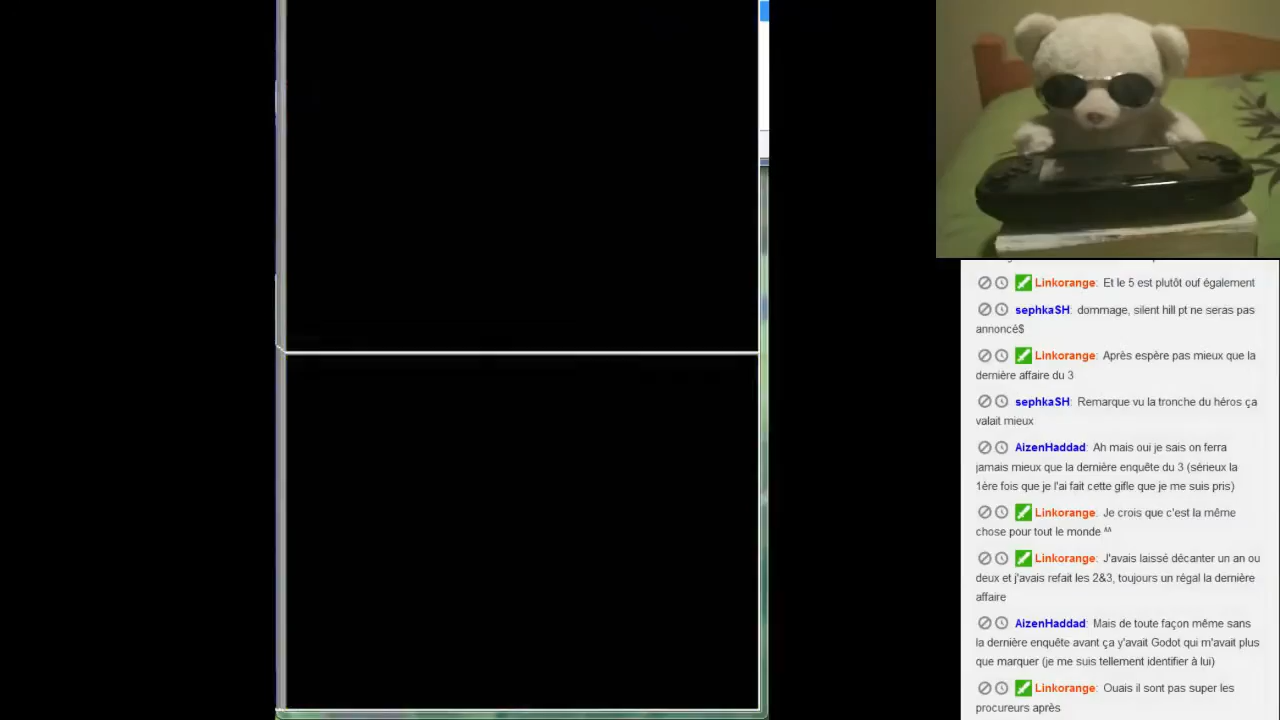 Linkorange: Et le 5 est plutôt ouf également
sephkaSH: dommage, silent hill pt ne seras pas
annoncé$
Linkorange: Après espère pas mieux que la
dernière affaire du 3
sephkaSH: Remarque vu la tronche du héros ça
valait mieux
AizenHaddad: Ah mais oui je sais on ferra
jamais mieux que la dernière enquête du 3 (sérieux la
1ère fois que je l'ai fait cette gifle que je me suis pris)
Linkorange: Je crois que c'est la même
chose pour tout le monde ^^
Linkorange: J'avais laissé décanter un an ou
deux et j'avais refait les 2&3, toujours un régal la dernière
affaire
AizenHaddad: Mais de toute façon même sans
la dernière enquête avant ça y'avait Godot qui m'avait plus
que marquer (je me suis tellement identifier à lui)
Linkorange: Ouais il sont pas super les
procureurs après